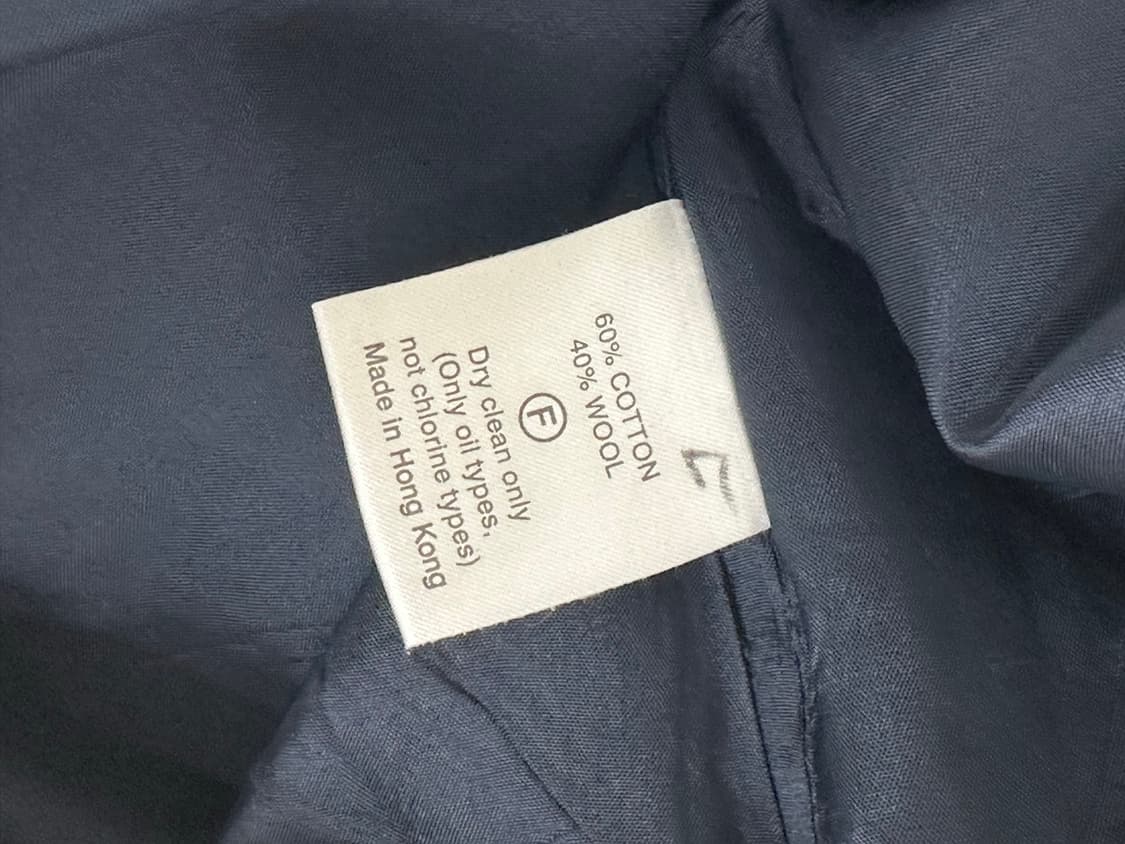 60% COTTON
40% WOOL
F
Dry clean only
(Only oil types,
not chlorine types)
Made in Hong Kong